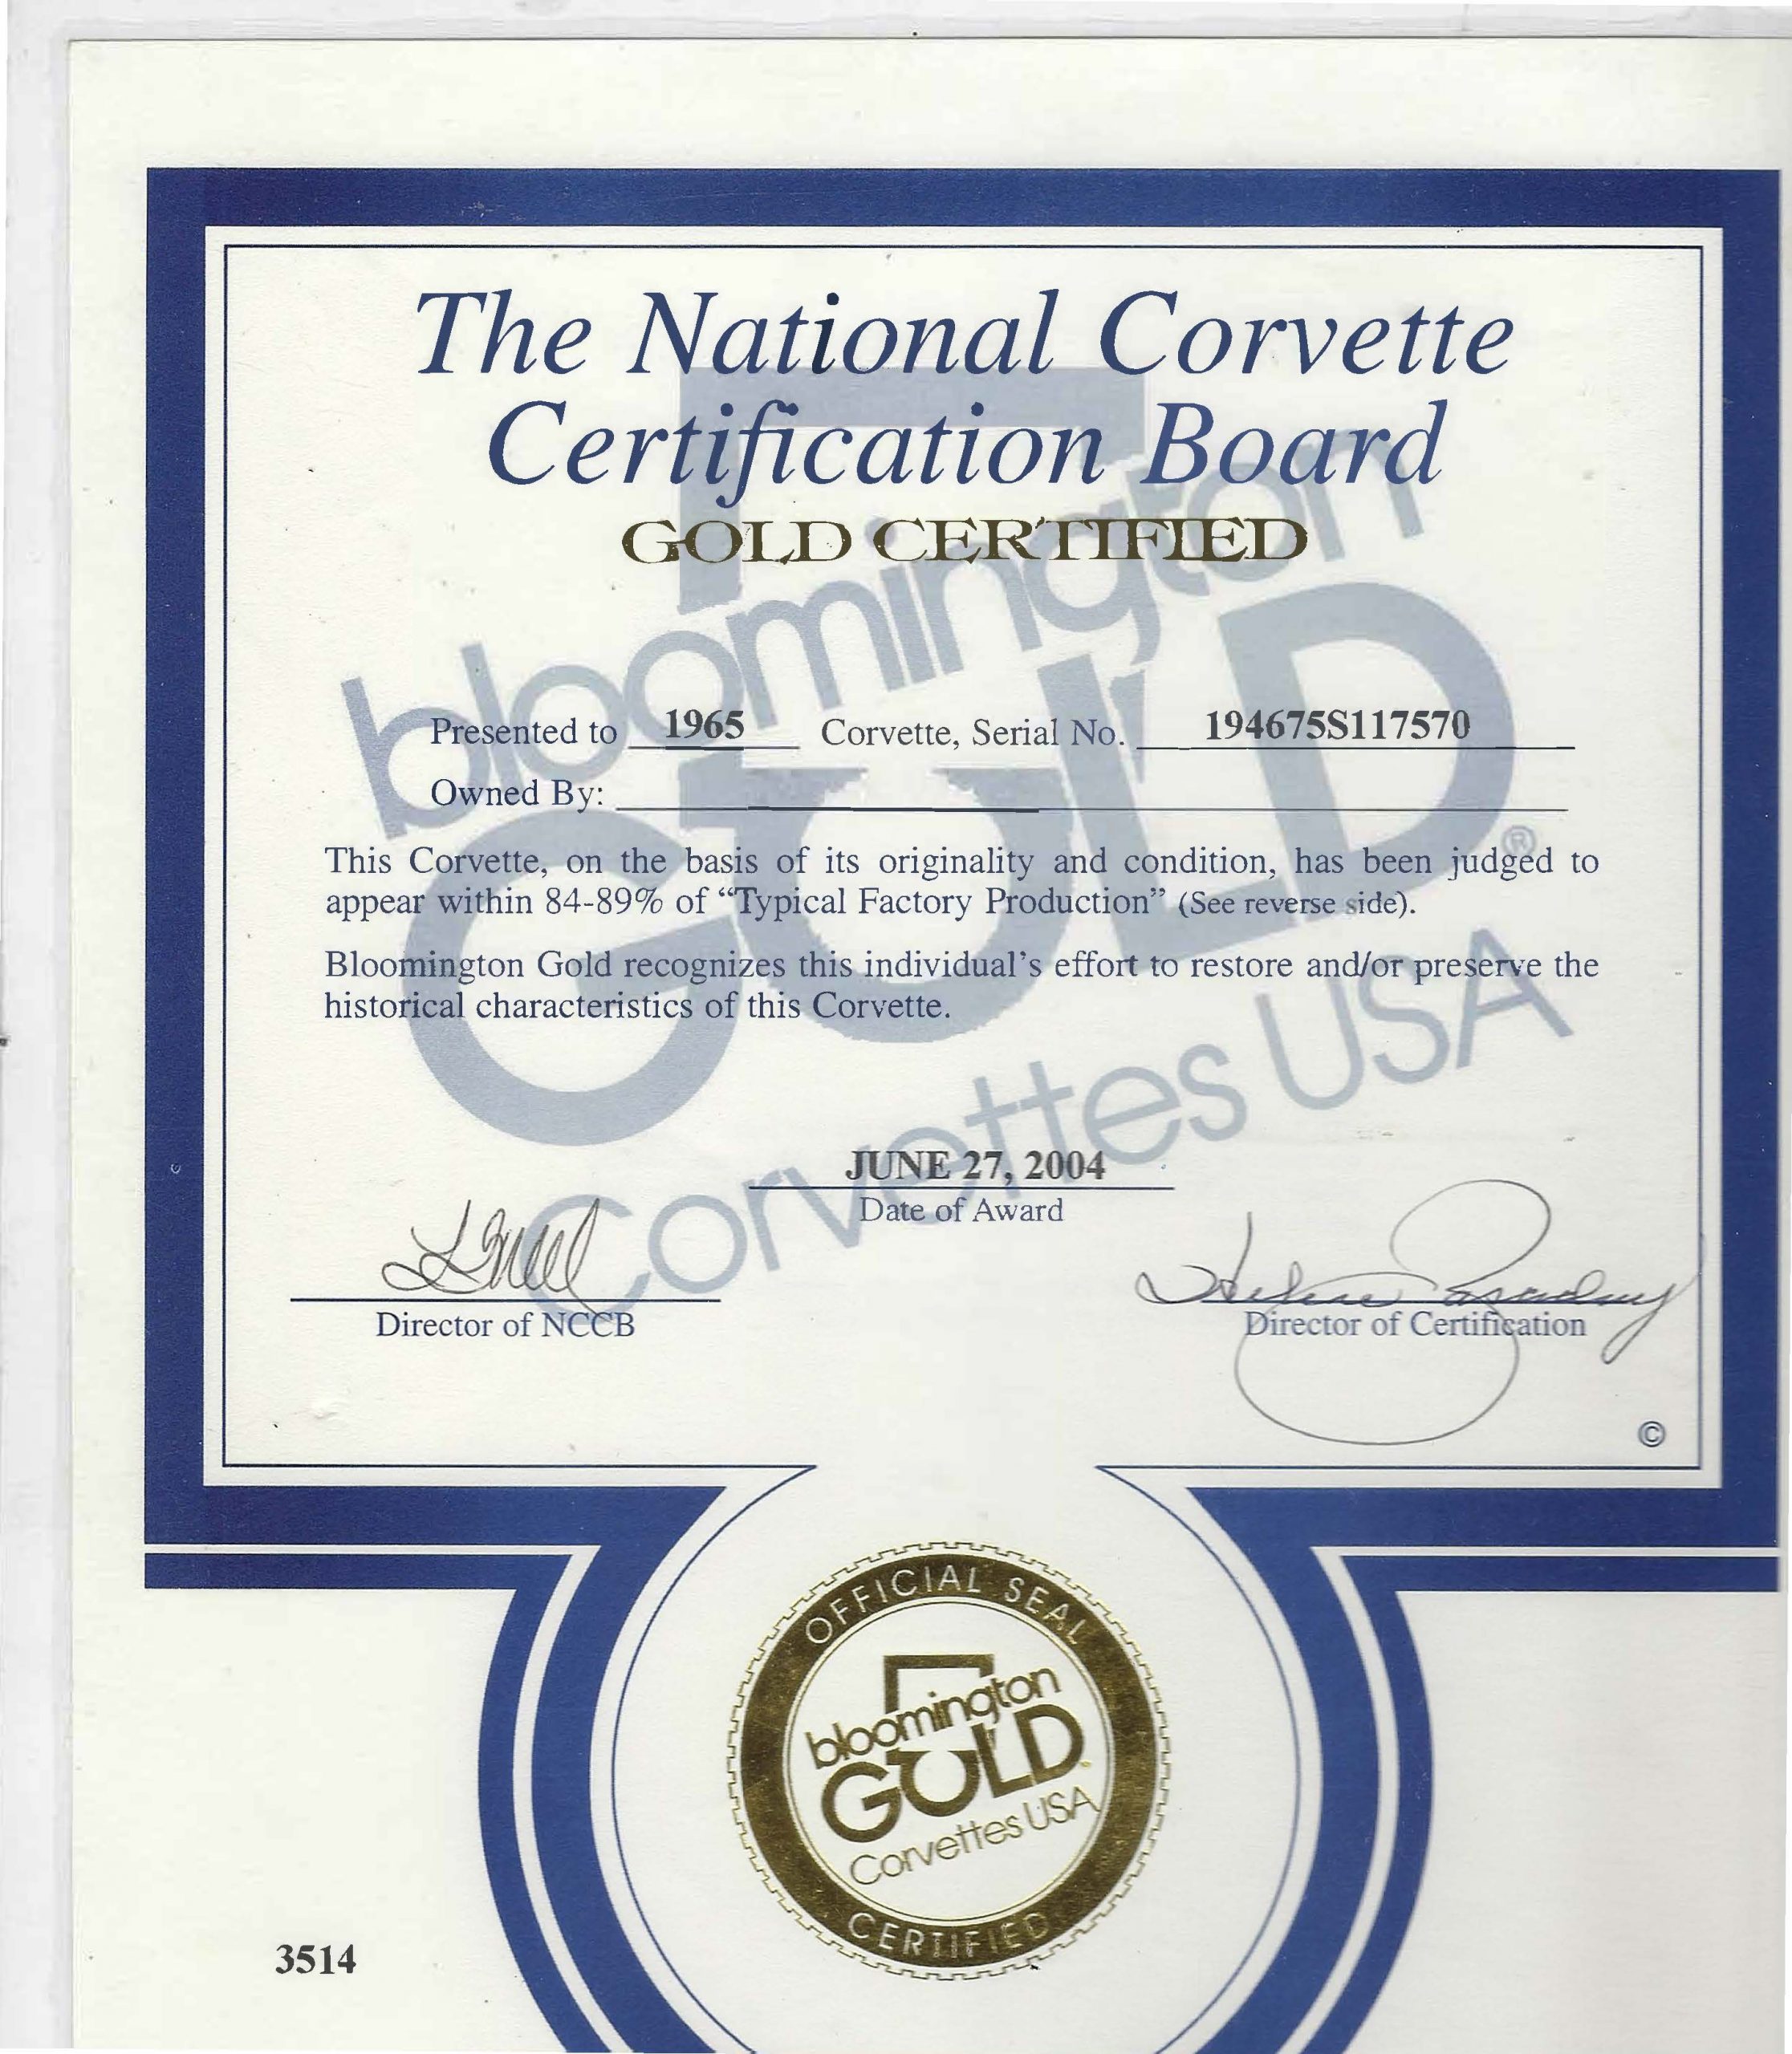 The National Corvette
Certification Board
GOLD CERTIFIED
Presented to 1965 Corvette, Serial No. 194675S117570
Owned By:
This Corvette, on the basis of its originality and condition, has been judged to
appear within 84-89% of “Typical Factory Production” (See reverse side).
Bloomington Gold recognizes this individual’s effort to restore and/or preserve the
historical characteristics of this Corvette.
bloomington
GOLD®
Corvettes USA
JUNE 27, 2004
Date of Award
Director of NCCB
Director of Certification
©
OFFICIAL SEAL
bloomington
GOLD
Corvettes USA
CERTIFIED
3514